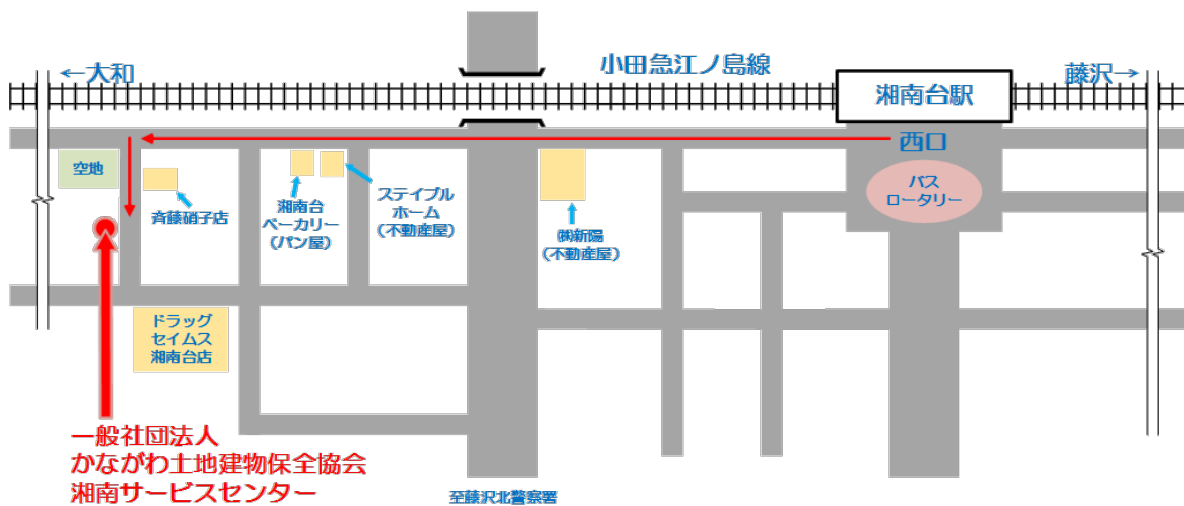 ←大和
小田急江ノ島線
湘南台駅
藤沢→
西口
バス
ロータリー
空地
斉藤硝子店
湘南台
ベーカリー
(パン屋)
ステイブル
ホーム
(不動産屋)
㈱新陽
(不動産屋)
ドラッグ
セイムス
湘南台店
一般社団法人
かながわ土地建物保全協会
湘南サービスセンター
至藤沢北警察署